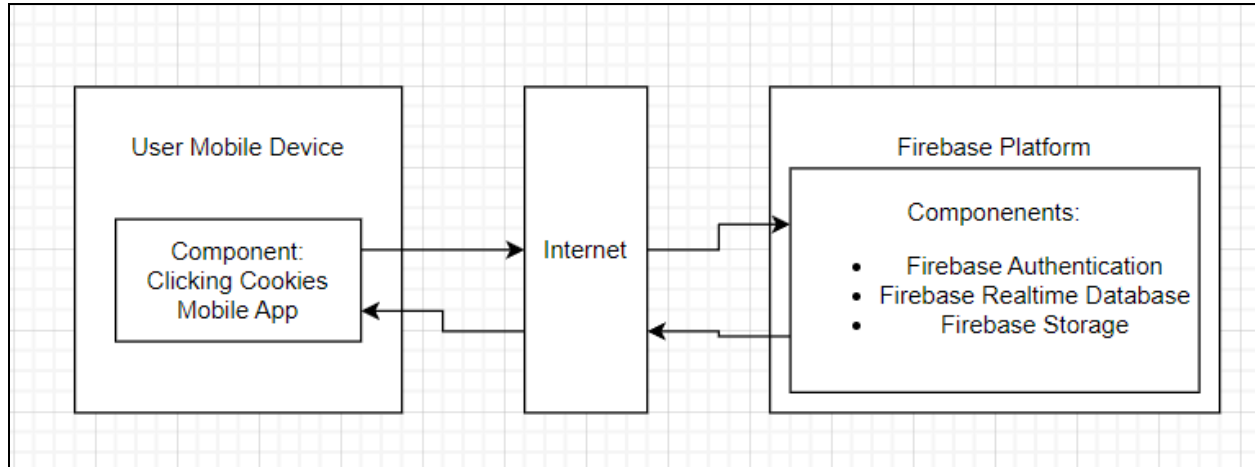 User Mobile Device
Component:
Clicking Cookies
Mobile App
Internet
Firebase Platform
Componenents:
Firebase Authentication
Firebase Realtime Database
Firebase Storage